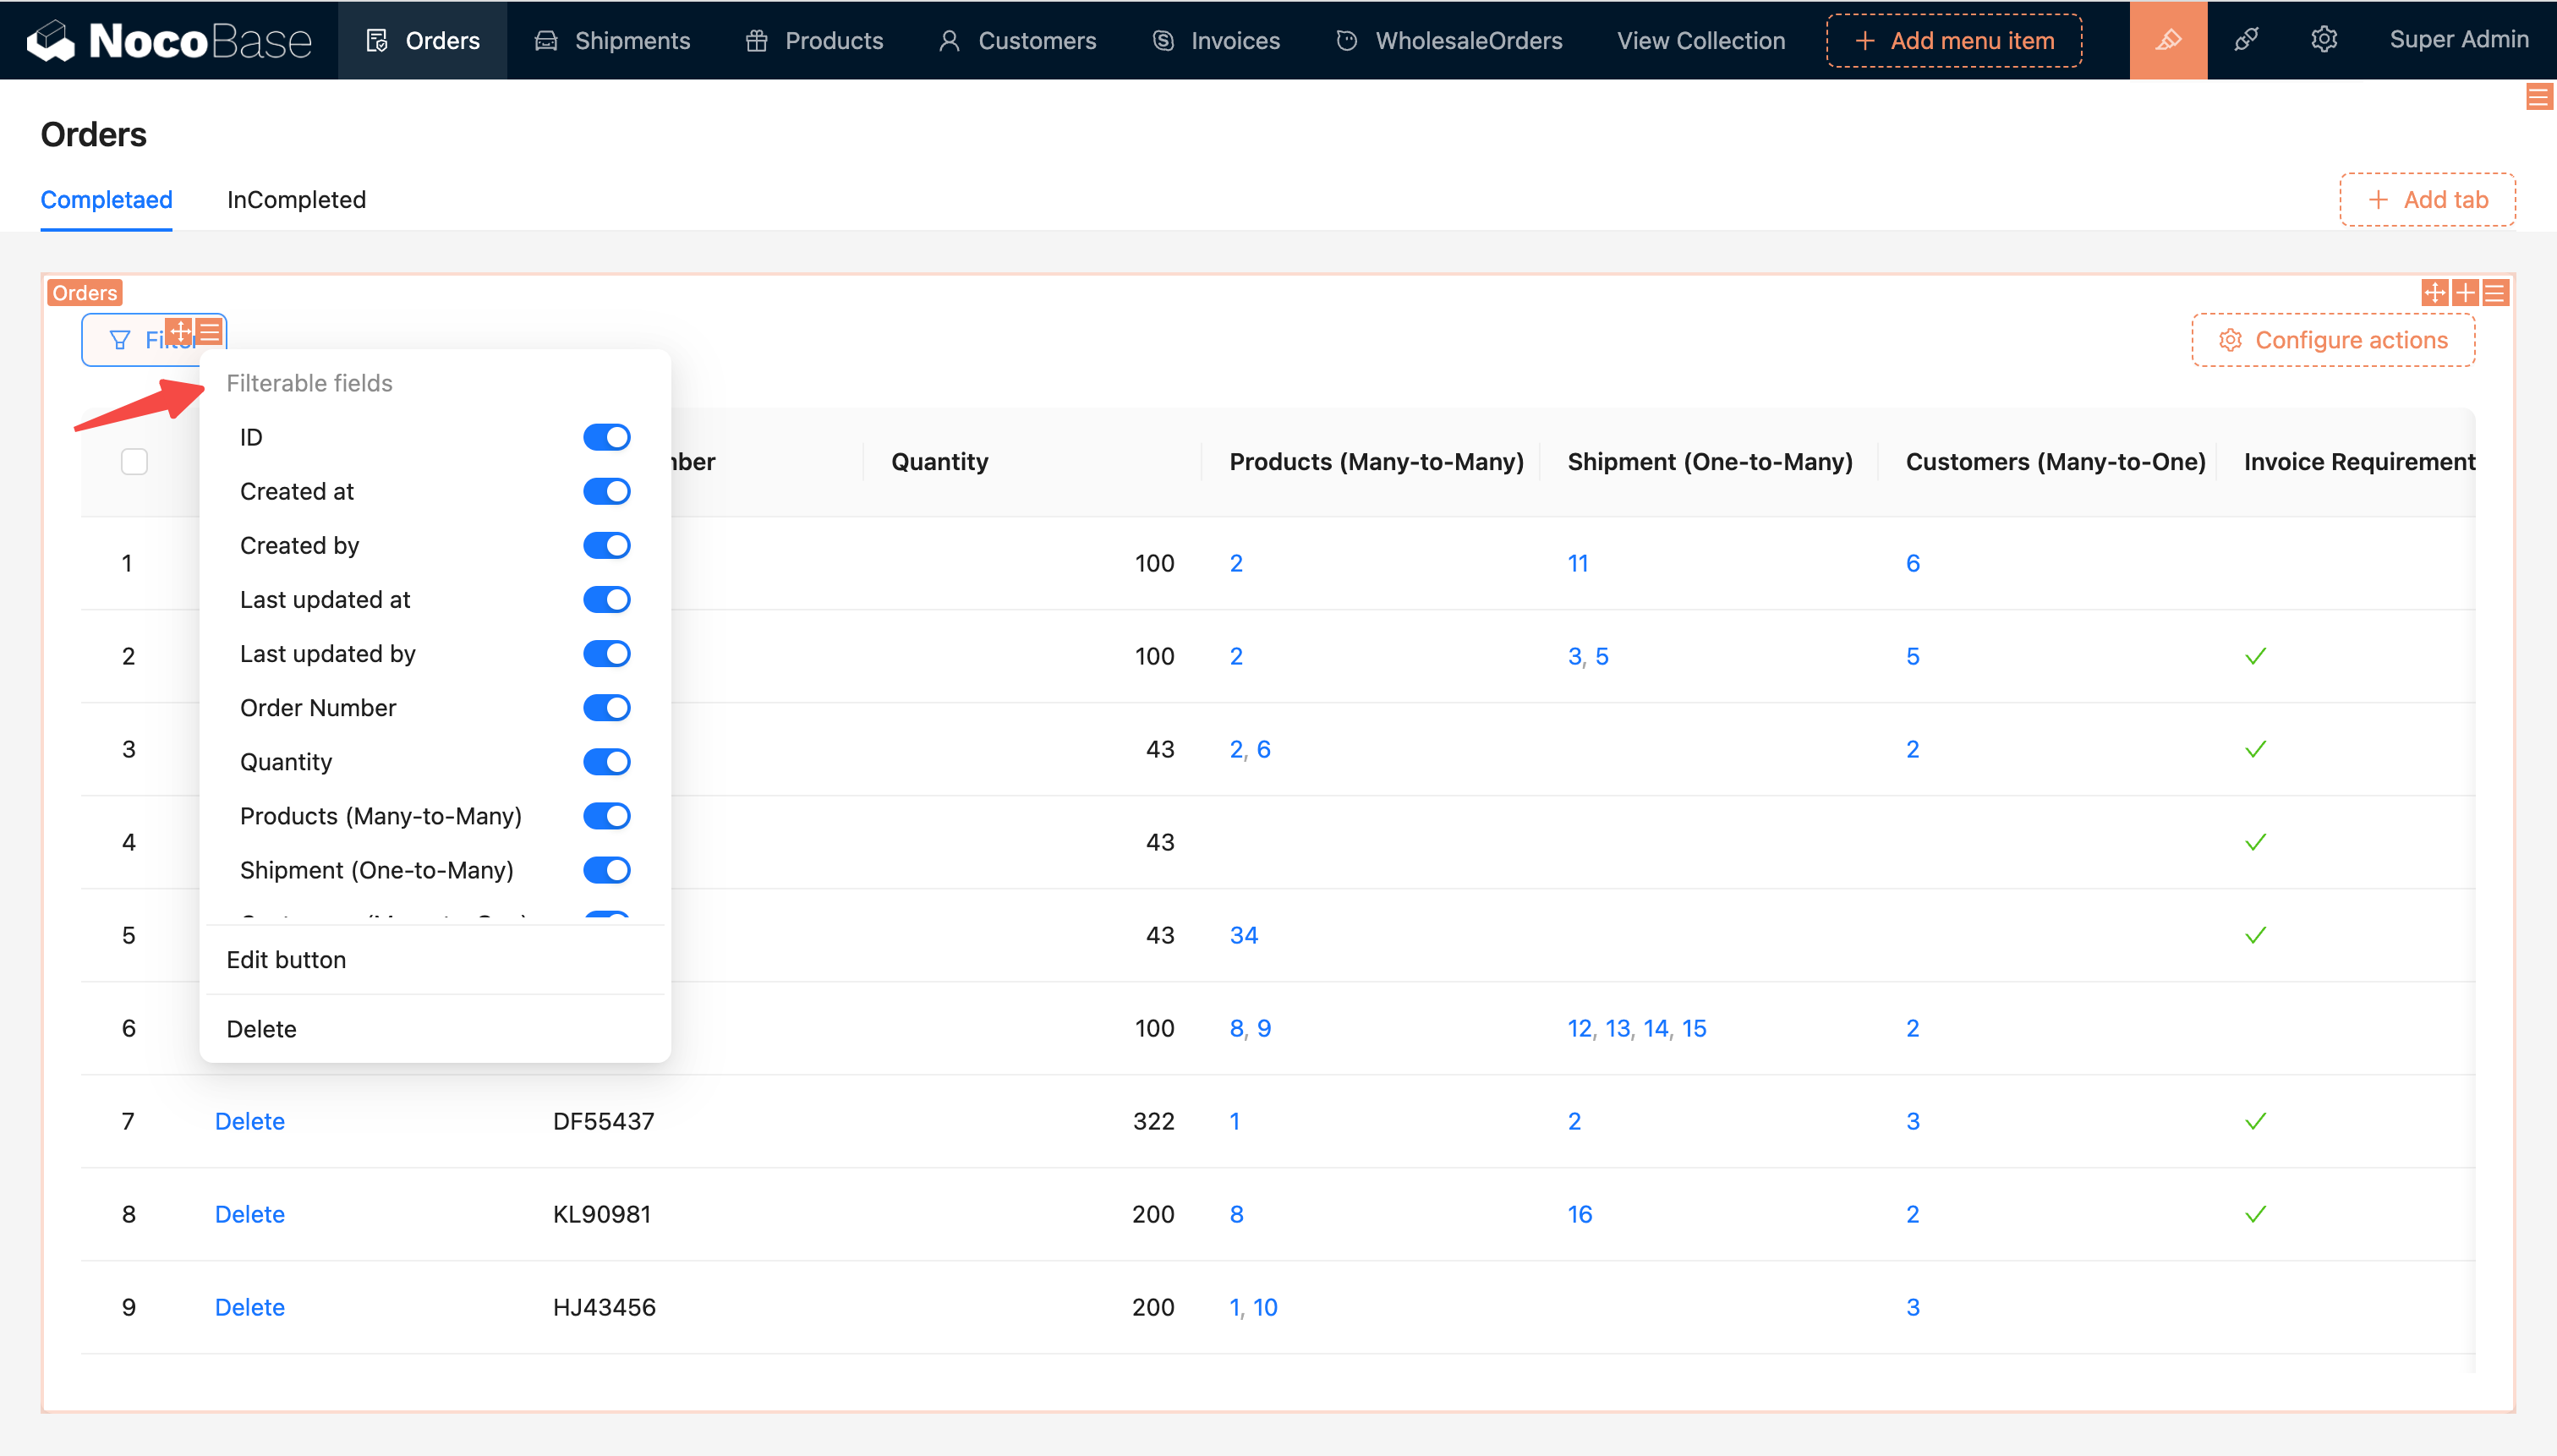 NocoBase Orders Shipments Products Customers Invoices WholesaleOrders View Collection Add menu item Super Admin
Orders
Completaed InCompleted Add tab
Orders
Filter Configure actions
Filterable fields
ID
Created at
Created by
Last updated at
Last updated by
Order Number
Quantity
Products (Many-to-Many)
Shipment (One-to-Many)
Edit button
Delete
Quantity Products (Many-to-Many) Shipment (One-to-Many) Customers (Many-to-One) Invoice Requirement
1 100 2 11 6
2 100 2 3, 5 5
3 43 2, 6 2
4 43
5 43 34
6 100 8, 9 12, 13, 14, 15 2
7 Delete DF55437 322 1 2 3
8 Delete KL90981 200 8 16 2
9 Delete HJ43456 200 1, 10 3